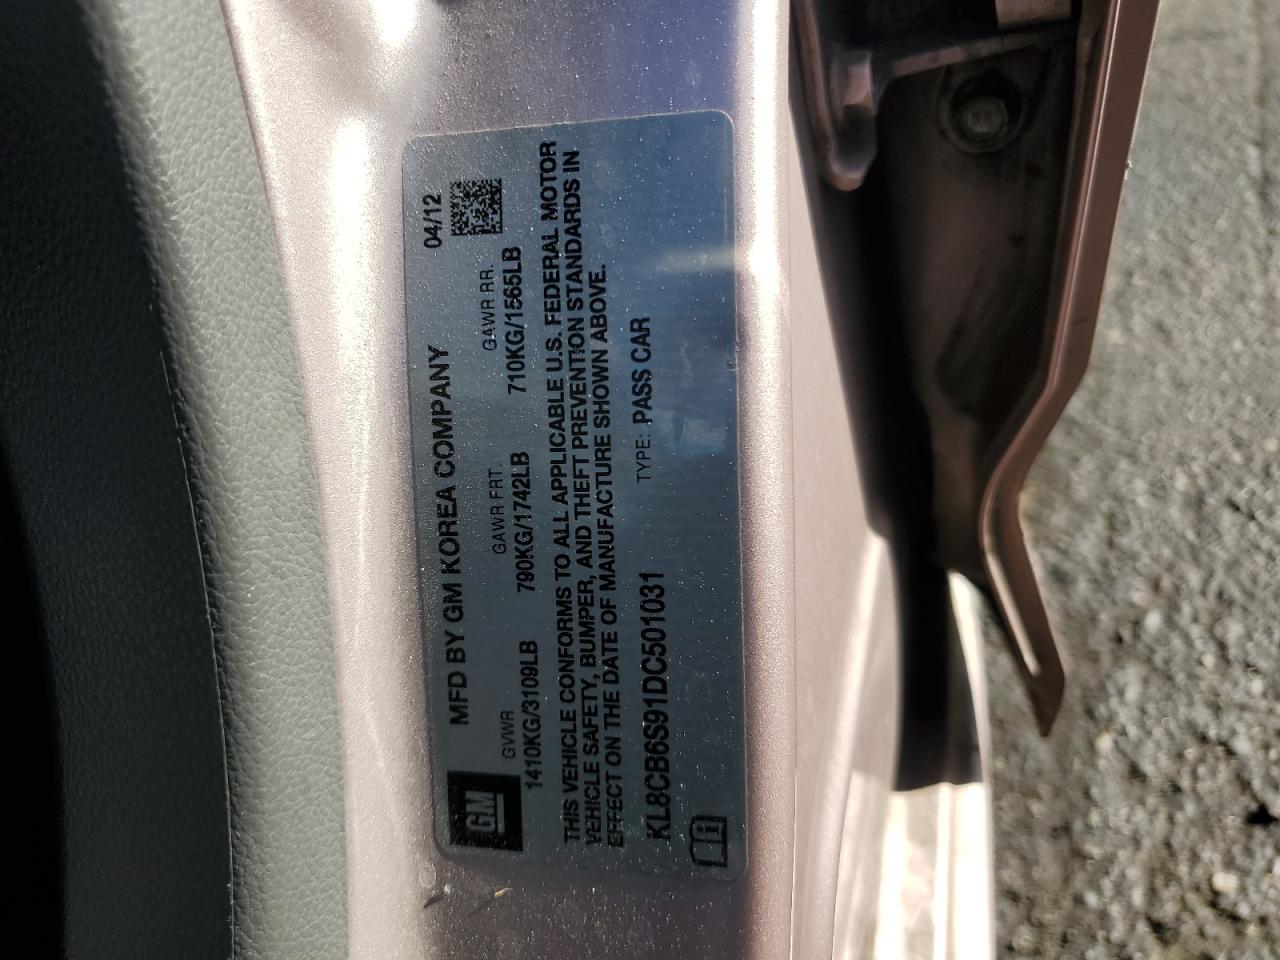 MFD BY GM KOREA COMPANY 04/12
GM
GVWR GAWR FRT. GAWR RR.
1410KG/3109LB 790KG/1742LB 710KG/1565LB
THIS VEHICLE CONFORMS TO ALL APPLICABLE U.S. FEDERAL MOTOR
VEHICLE SAFETY, BUMPER, AND THEFT PREVENTION STANDARDS IN
EFFECT ON THE DATE OF MANUFACTURE SHOWN ABOVE.
KL8CB6S91DC501031 TYPE: PASS CAR